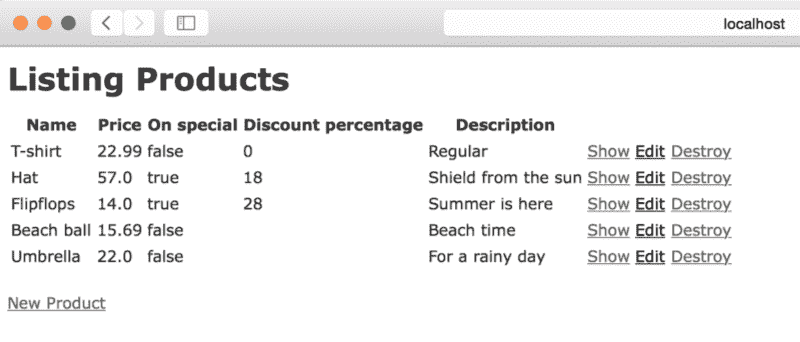 localhost
Listing Products
Name Price On special Discount percentage Description
T-shirt 22.99 false 0 Regular Show Edit Destroy
Hat 57.0 true 18 Shield from the sun Show Edit Destroy
Flipflops 14.0 true 28 Summer is here Show Edit Destroy
Beach ball 15.69 false Beach time Show Edit Destroy
Umbrella 22.0 false For a rainy day Show Edit Destroy
New Product